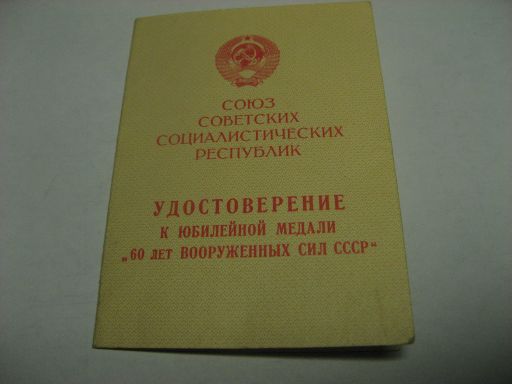 СОЮЗ
СОВЕТСКИХ
СОЦИАЛИСТИЧЕСКИХ
РЕСПУБЛИК
УДОСТОВЕРЕНИЕ
К ЮБИЛЕЙНОЙ МЕДАЛИ
„60 ЛЕТ ВООРУЖЕННЫХ СИЛ СССР“